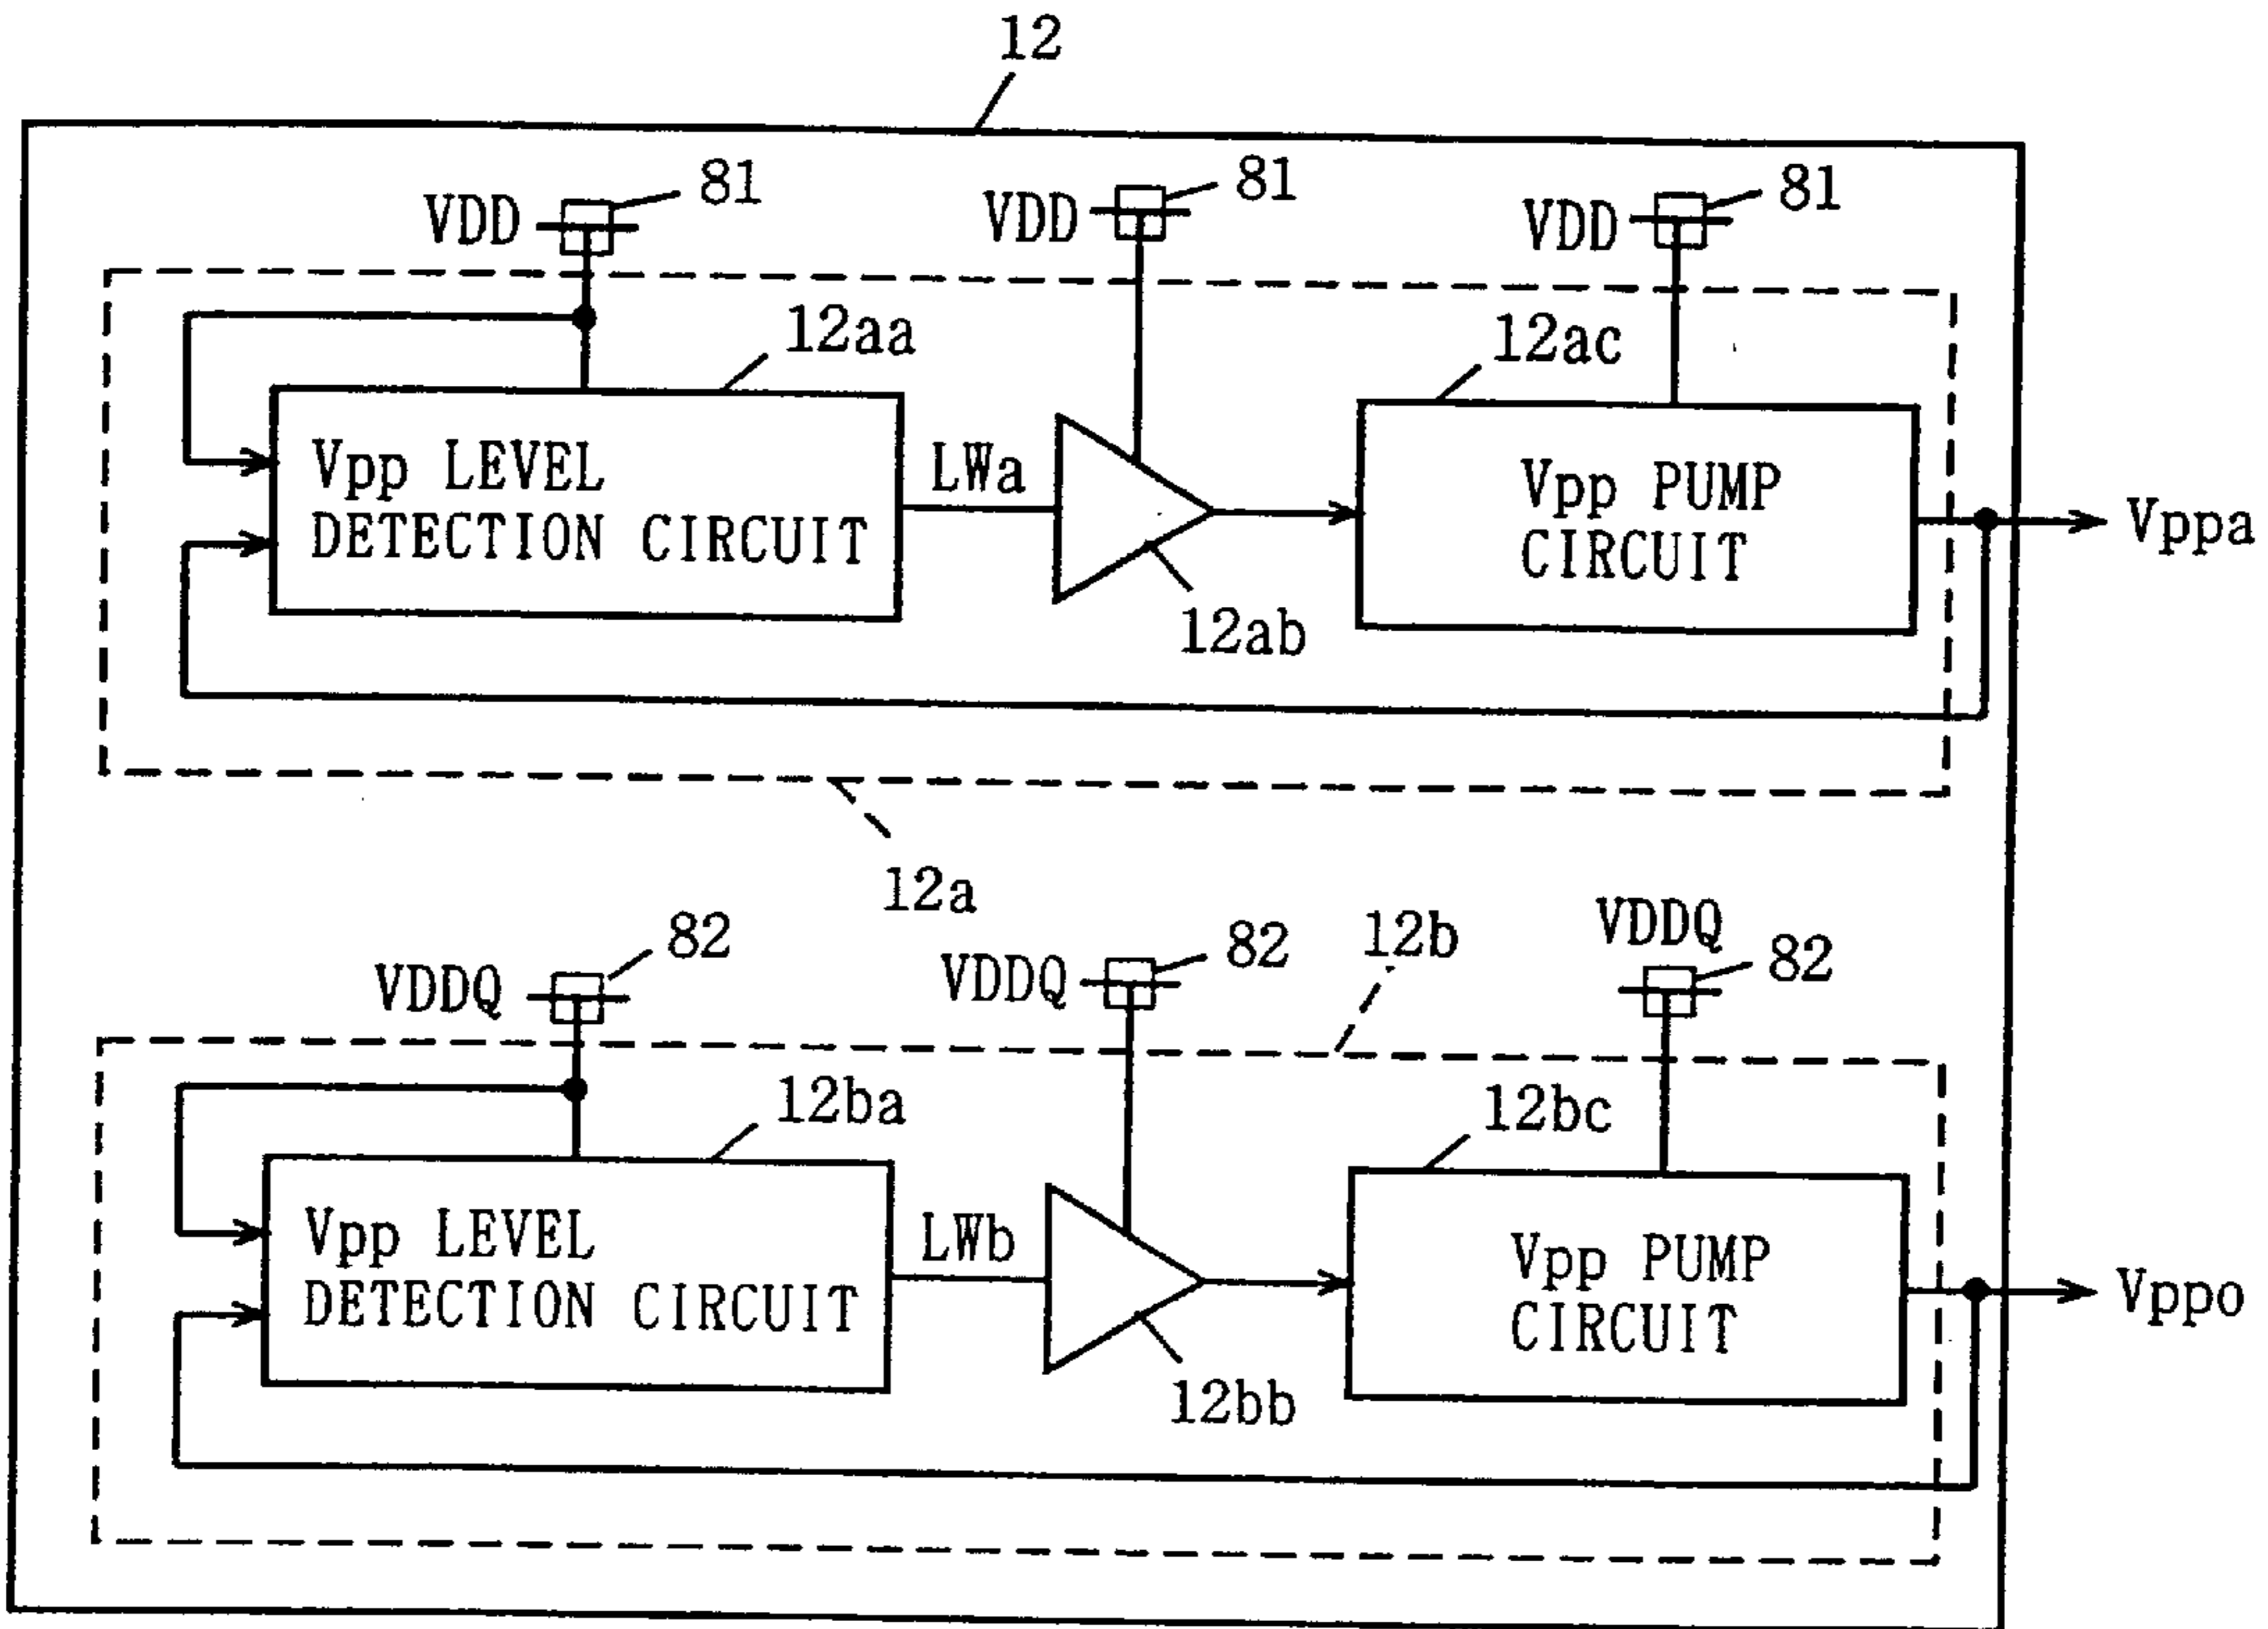 12
VDD 81 VDD 81 VDD 81
12aa 12ac
Vpp LEVEL
DETECTION CIRCUIT
LWa
12ab
Vpp PUMP
CIRCUIT
Vppa
12a
VDDQ 82 VDDQ 82 12b VDDQ 82
12ba 12bc
Vpp LEVEL
DETECTION CIRCUIT
LWb
12bb
Vpp PUMP
CIRCUIT
Vppo